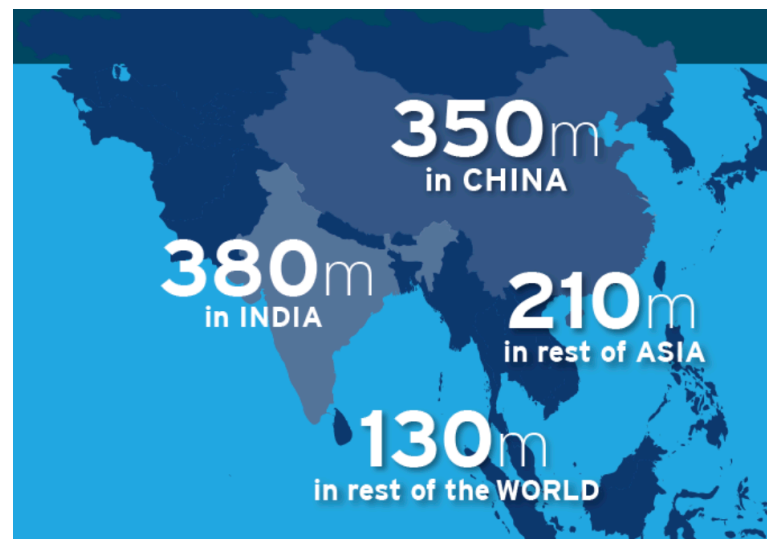 350m
in CHINA
380m
in INDIA
210m
in rest of ASIA
130m
in rest of the WORLD